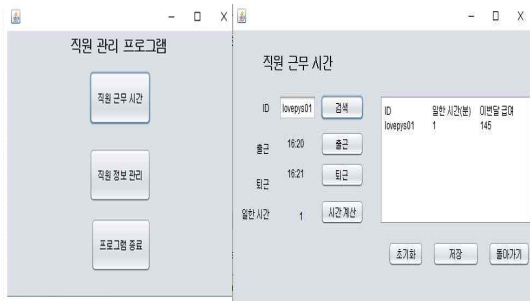 직원 관리 프로그램
직원 근무 시간
직원 정보 관리
프로그램 종료
직원 근무 시간
ID lovepys01 검색
출근 16:20 출근
퇴근 16:21 퇴근
일한 시간 1 시간 계산
ID 일한 시간(분) 이번달 급여
lovepys01 1 145
초기화 저장 돌아가기